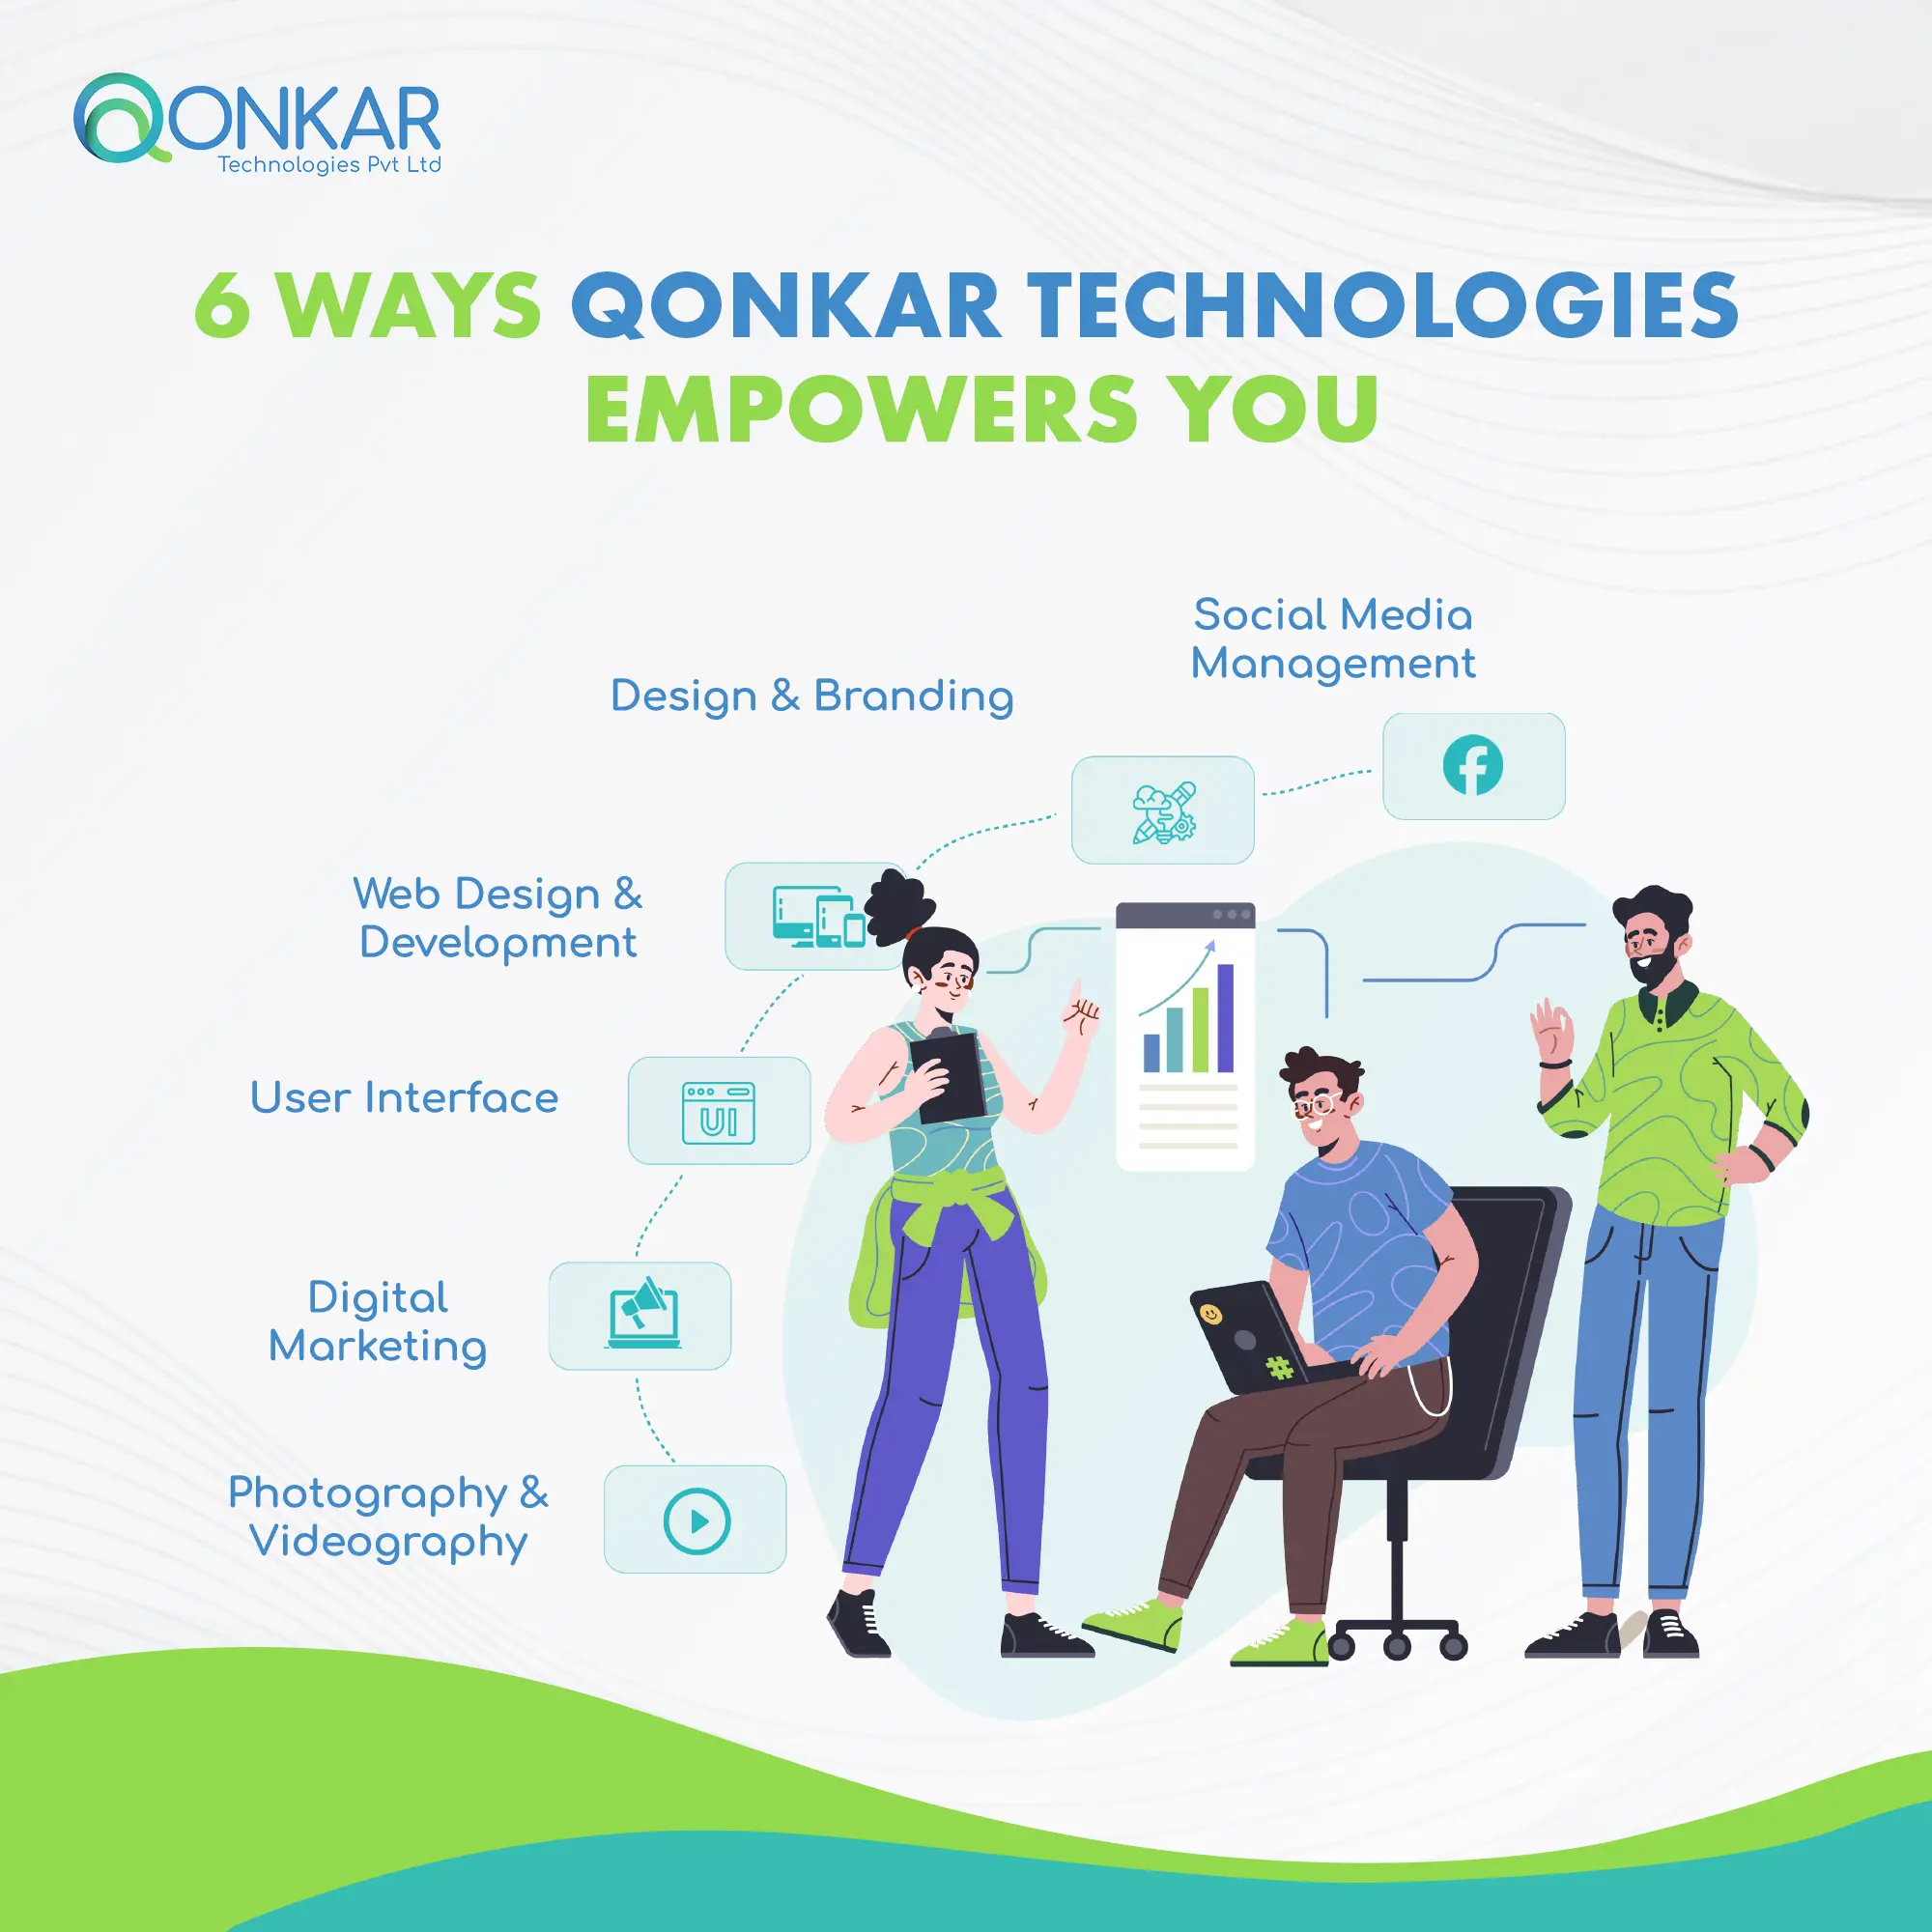 QONKAR
Technologies Pvt Ltd
6 WAYS QONKAR TECHNOLOGIES
EMPOWERS YOU
Social Media
Management
Design & Branding
Web Design &
Development
User Interface
UI
Digital
Marketing
Photography &
Videography